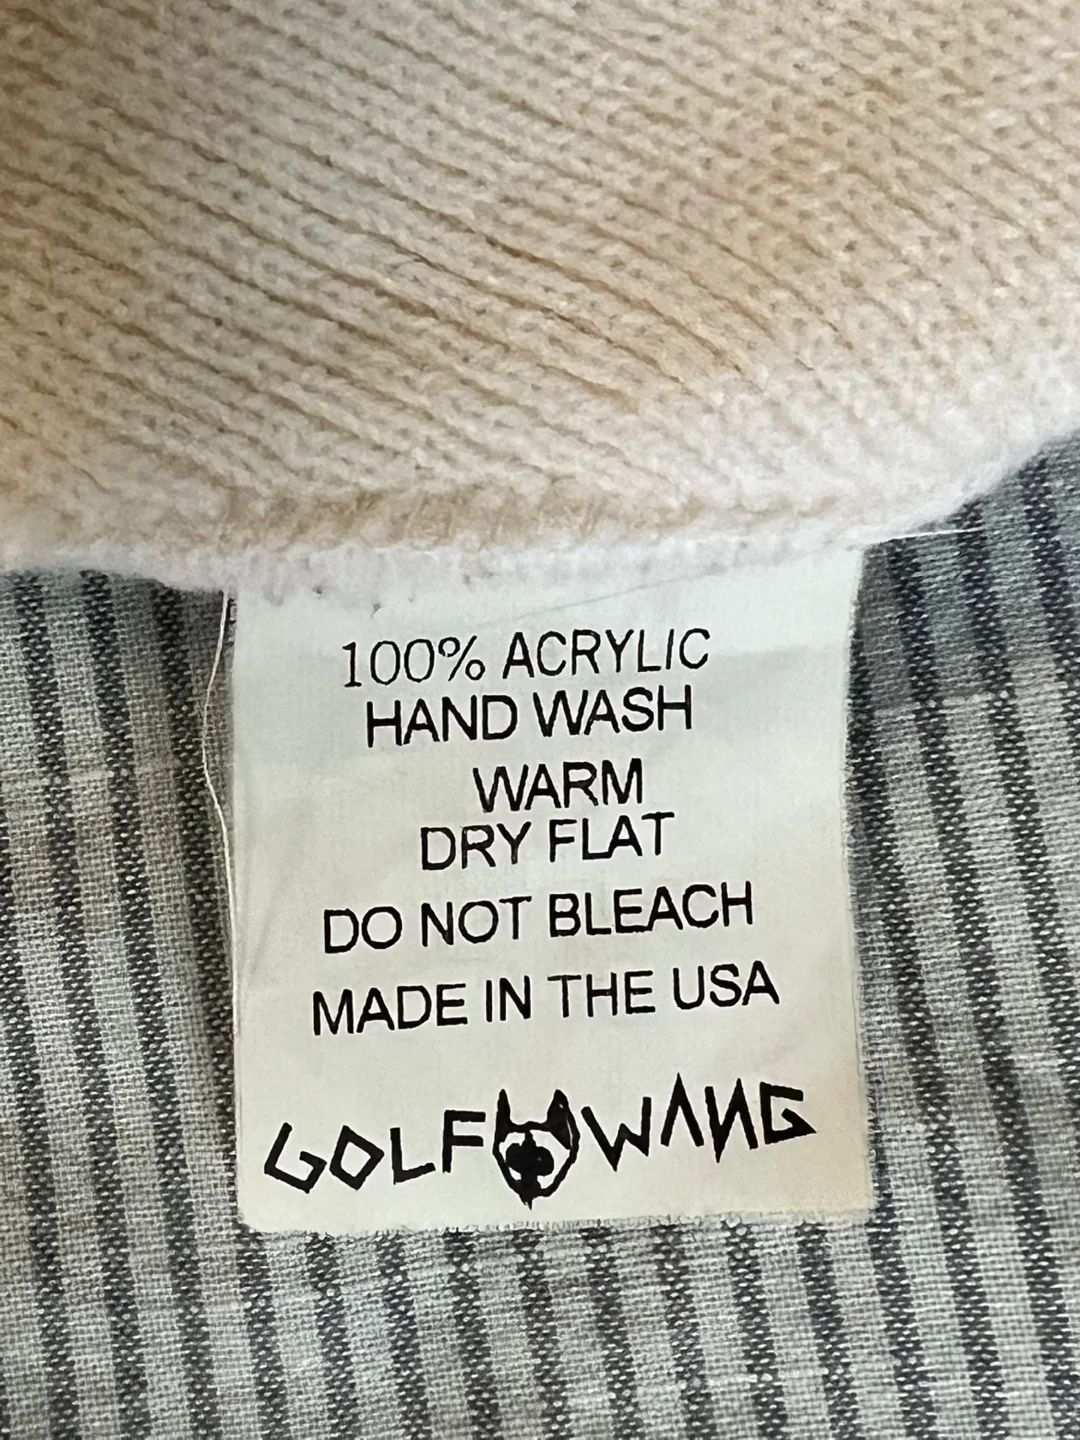 100% ACRYLIC
HAND WASH
WARM
DRY FLAT
DO NOT BLEACH
MADE IN THE USA
GOLF WANG